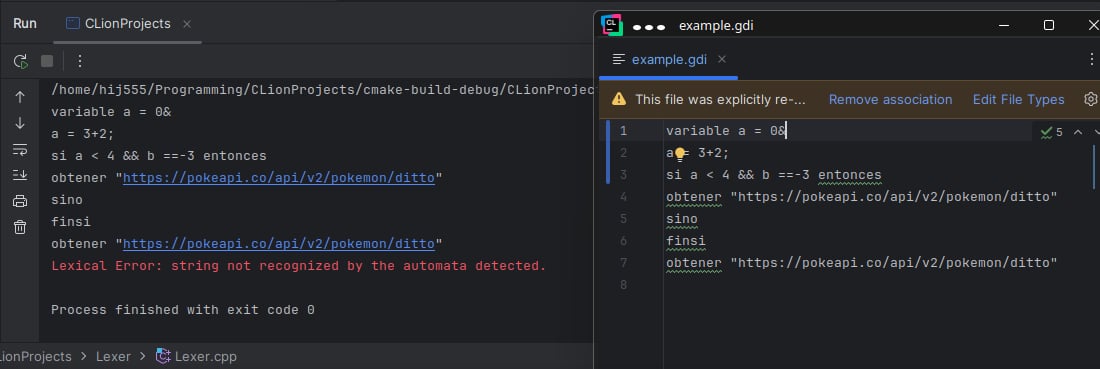 Run CLionProjects
/home/hij555/Programming/CLionProjects/cmake-build-debug/CLionProjec
variable a = 0&
a = 3+2;
si a < 4 && b ==-3 entonces
obtener "https://pokeapi.co/api/v2/pokemon/ditto"
sino
finsi
obtener "https://pokeapi.co/api/v2/pokemon/ditto"
Lexical Error: string not recognized by the automata detected.
Process finished with exit code 0
LionProjects > Lexer > Lexer.cpp
CL example.gdi
example.gdi
This file was explicitly re-... Remove association Edit File Types
1 variable a = 0& 5
2 a = 3+2;
3 si a < 4 && b ==-3 entonces
4 obtener "https://pokeapi.co/api/v2/pokemon/ditto"
5 sino
6 finsi
7 obtener "https://pokeapi.co/api/v2/pokemon/ditto"
8